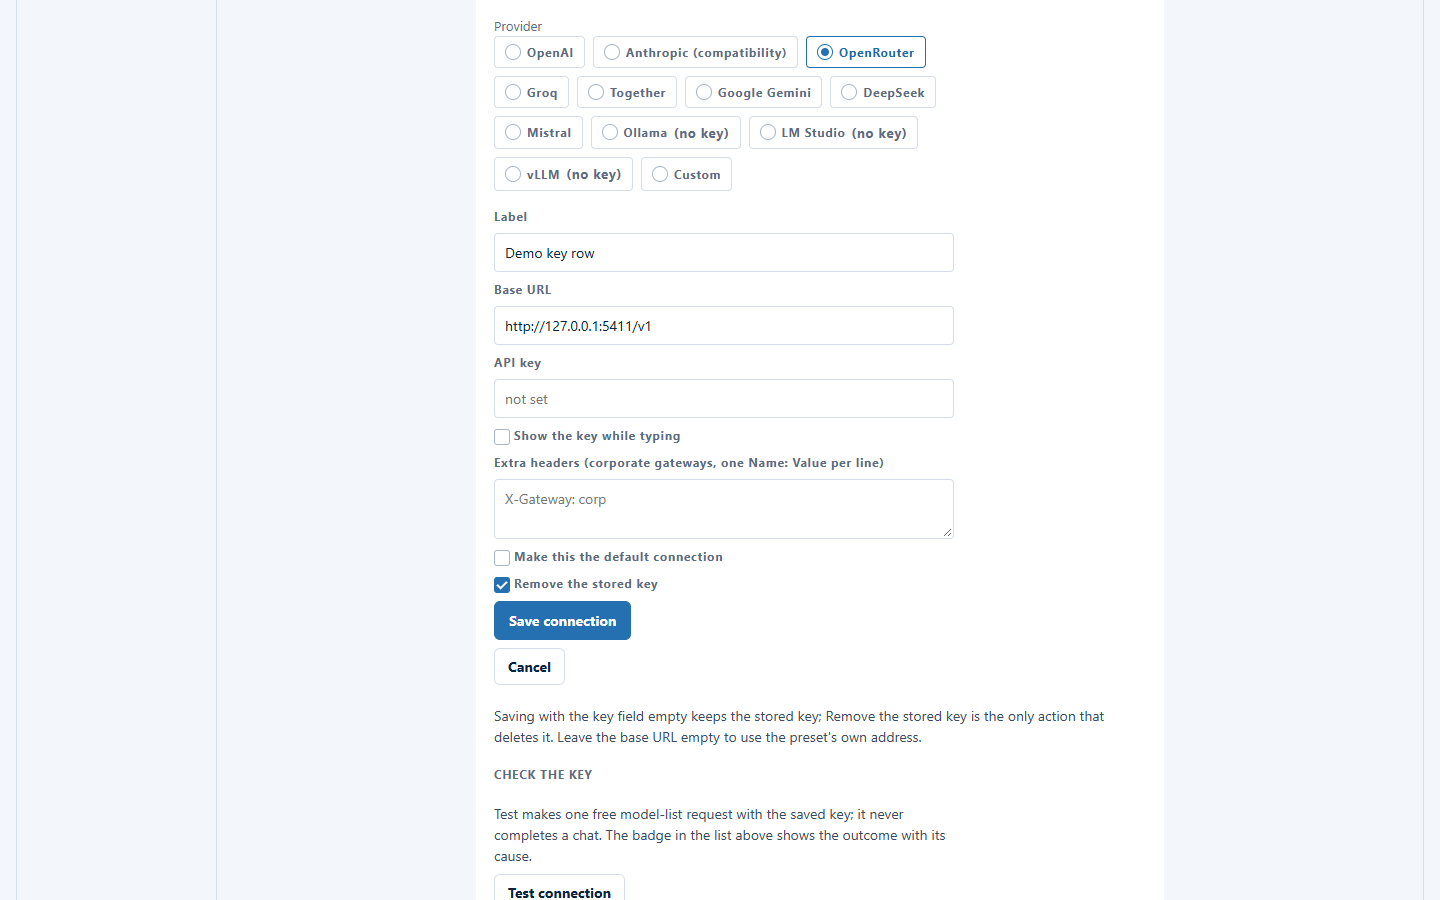 Provider
OpenAI
Anthropic (compatibility)
OpenRouter
Groq
Together
Google Gemini
DeepSeek
Mistral
Ollama (no key)
LM Studio (no key)
vLLM (no key)
Custom
Label
Demo key row
Base URL
http://127.0.0.1:5411/v1
API key
not set
Show the key while typing
Extra headers (corporate gateways, one Name: Value per line)
X-Gateway: corp
Make this the default connection
Remove the stored key
Save connection
Cancel
Saving with the key field empty keeps the stored key; Remove the stored key is the only action that
deletes it. Leave the base URL empty to use the preset's own address.
CHECK THE KEY
Test makes one free model-list request with the saved key; it never
completes a chat. The badge in the list above shows the outcome with its
cause.
Test connection